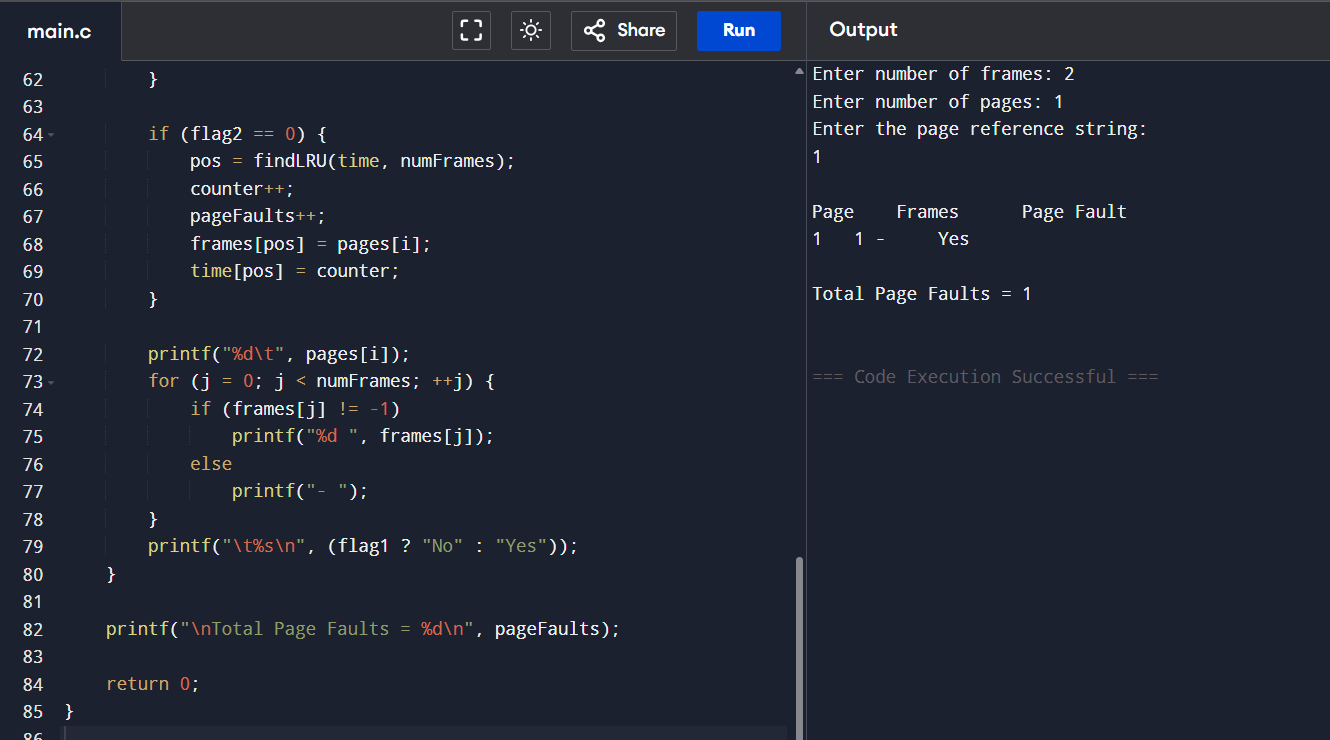 main.c
Share
Run
Output
62 }
63
64 if (flag2 == 0) {
65 pos = findLRU(time, numFrames);
66 counter++;
67 pageFaults++;
68 frames[pos] = pages[i];
69 time[pos] = counter;
70 }
71
72 printf("%d\t", pages[i]);
73 for (j = 0; j < numFrames; ++j) {
74 if (frames[j] != -1)
75 printf("%d ", frames[j]);
76 else
77 printf("- ");
78 }
79 printf("\t%s\n", (flag1 ? "No" : "Yes"));
80 }
81
82 printf("\nTotal Page Faults = %d\n", pageFaults);
83
84 return 0;
85 }
86
Enter number of frames: 2
Enter number of pages: 1
Enter the page reference string:
1
Page Frames Page Fault
1 1 - Yes
Total Page Faults = 1
=== Code Execution Successful ===